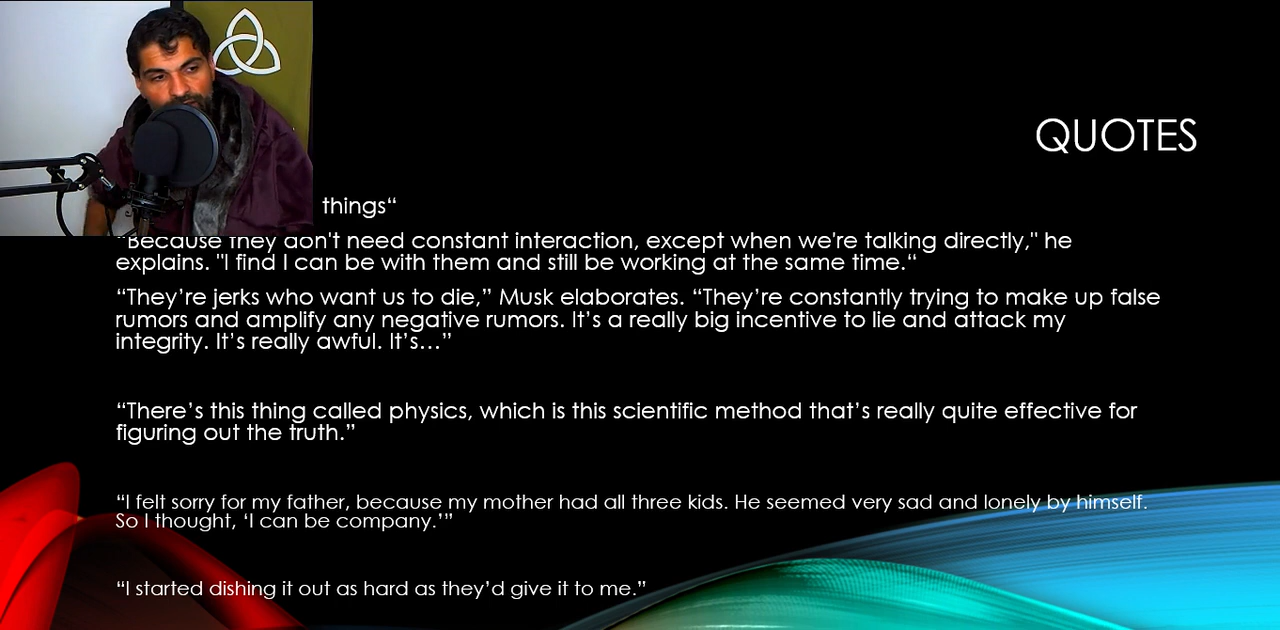 QUOTES
things“
“Because they don't need constant interaction, except when we're talking directly," he
explains. "I find I can be with them and still be working at the same time.“
“They’re jerks who want us to die,” Musk elaborates. “They’re constantly trying to make up false
rumors and amplify any negative rumors. It’s a really big incentive to lie and attack my
integrity. It’s really awful. It’s…”
“There’s this thing called physics, which is this scientific method that’s really quite effective for
figuring out the truth.”
“I felt sorry for my father, because my mother had all three kids. He seemed very sad and lonely by himself.
So I thought, ‘I can be company.’”
“I started dishing it out as hard as they’d give it to me.”